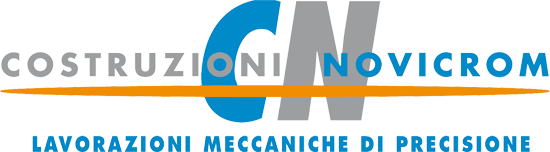 CN
COSTRUZIONI NOVICROM
LAVORAZIONI MECCANICHE DI PRECISIONE